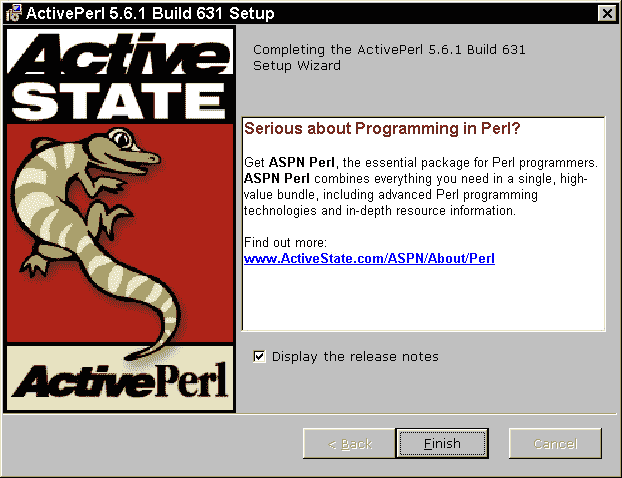 ActivePerl 5.6.1 Build 631 Setup
Active
STATE
ActivePerl
Completing the ActivePerl 5.6.1 Build 631
Setup Wizard
Serious about Programming in Perl?
Get ASPN Perl, the essential package for Perl programmers.
ASPN Perl combines everything you need in a single, high-
value bundle, including advanced Perl programming
technologies and in-depth resource information.
Find out more:
www.ActiveState.com/ASPN/About/Perl
Display the release notes
< Back
Finish
Cancel